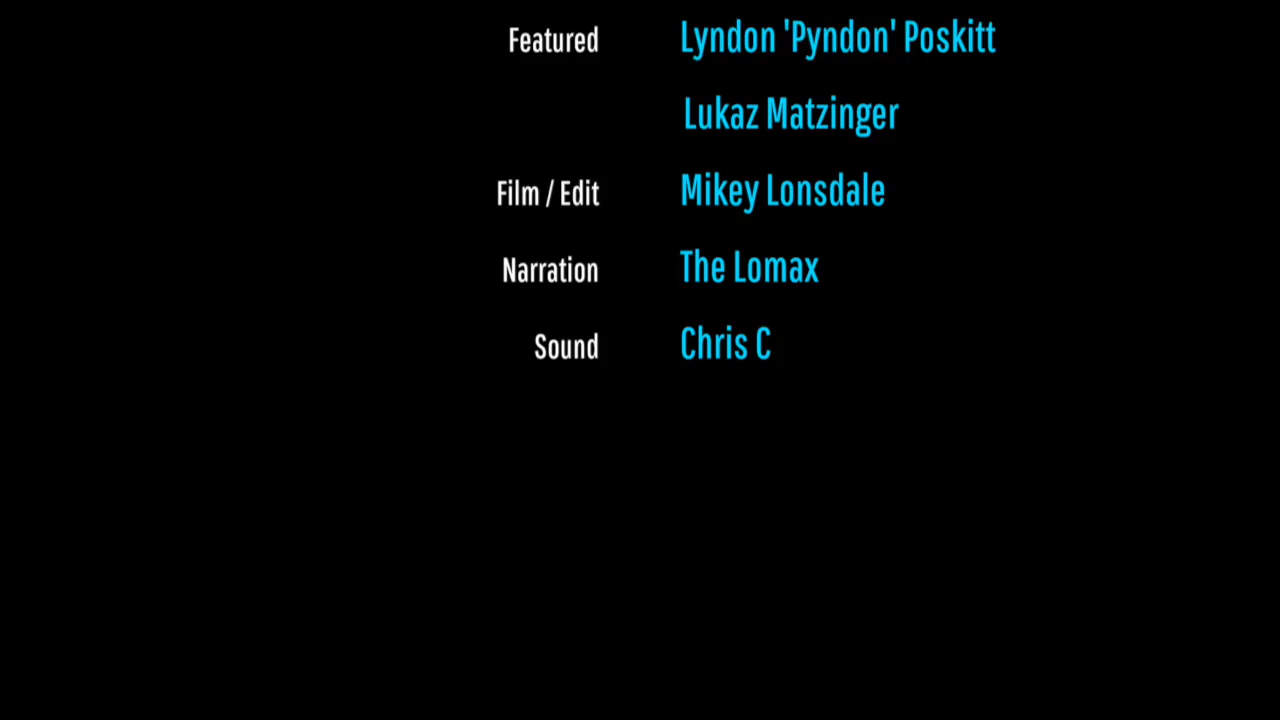 Featured Lyndon 'Pyndon' Poskitt
Lukaz Matzinger
Film / Edit Mikey Lonsdale
Narration The Lomax
Sound Chris C